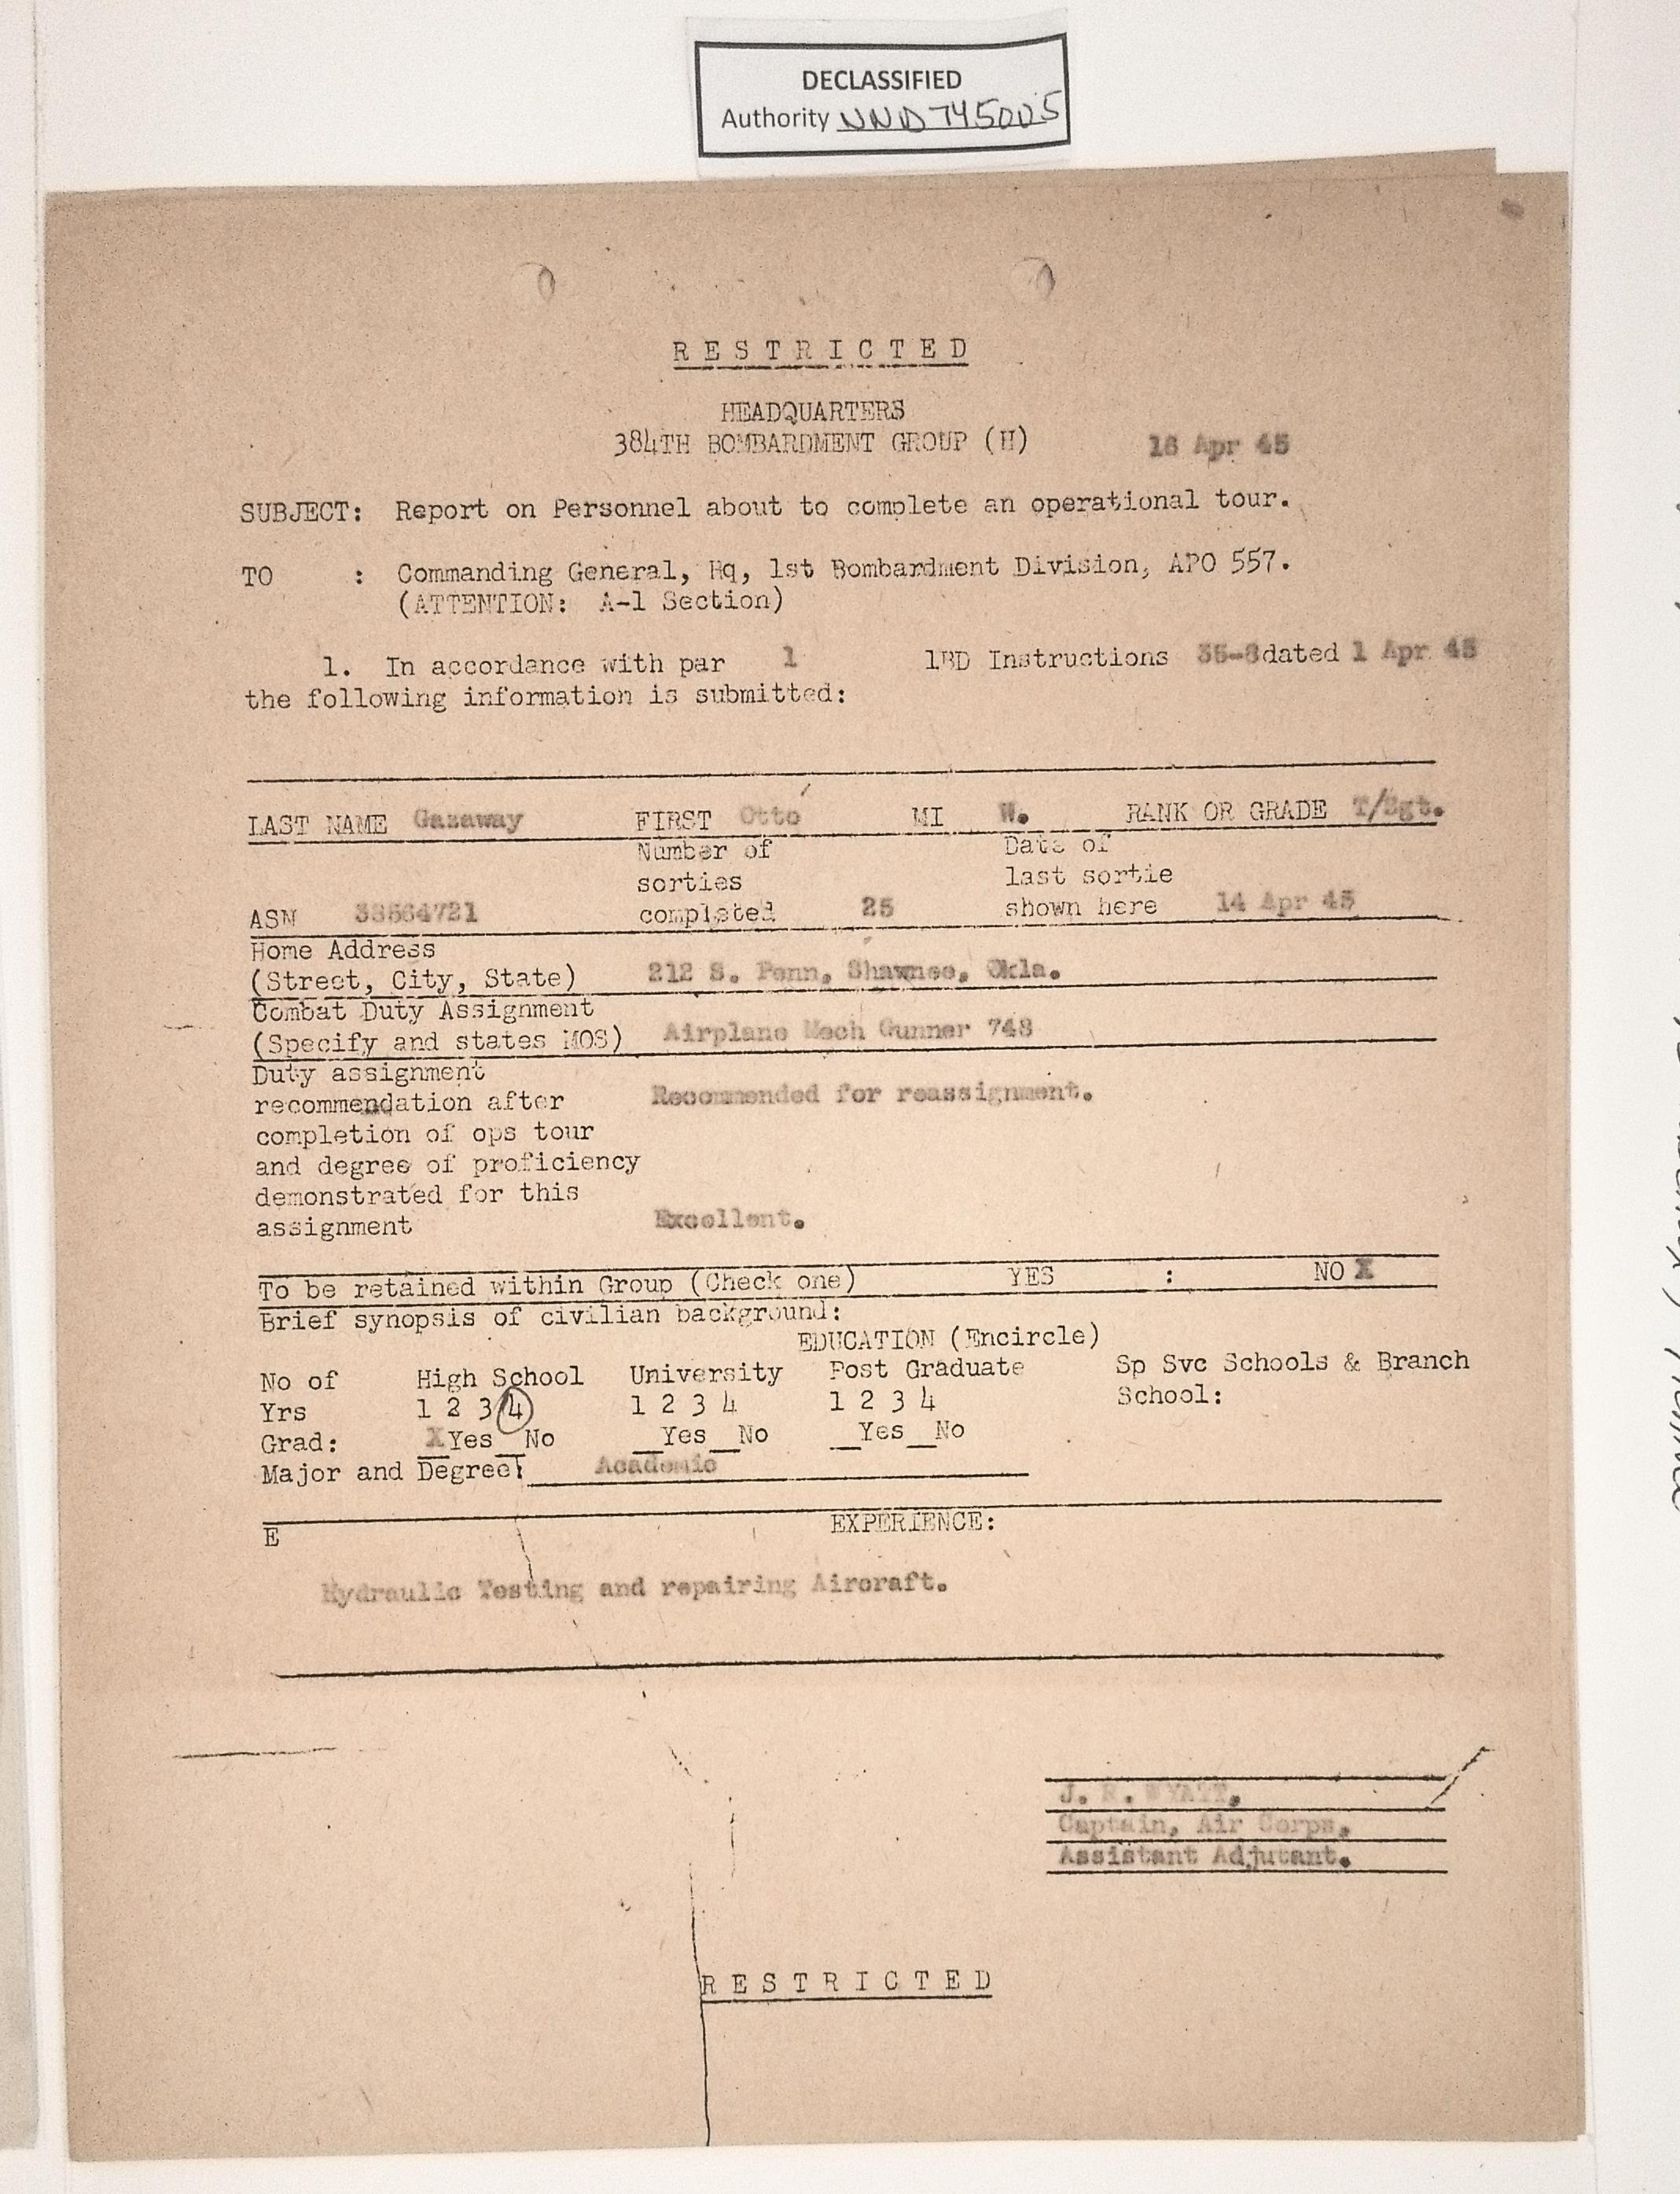 DECLASSIFIED
Authority NND 745005
RESTRICTED
HEADQUARTERS
384TH BOMBARDMENT GROUP (H) 16 Apr 45
SUBJECT: Report on Personnel about to complete an operational tour.
TO : Commanding General, Hq, 1st Bombardment Division, APO 557.
(ATTENTION: A-1 Section)
1. In accordance with par 1 1BD Instructions 35-8 dated 1 Apr 45
the following information is submitted:
LAST NAME Gazaway FIRST Otto MI W. RANK OR GRADE T/Sgt.
Number of Date of
sorties last sortie
ASN completed 25 shown here 14 Apr 45
Home Address
(Street, City, State) 212 S. Penn, Shawnee, Okla.
Combat Duty Assignment
(Specify and states MOS) Airplane Mech Gunner 748
Duty assignment
recommendation after Recommended for reassignment.
completion of ops tour
and degree of proficiency
demonstrated for this
assignment Excellent.
To be retained within Group (Check one) YES : NO X
Brief synopsis of civilian background:
EDUCATION (Encircle)
No of High School University Post Graduate Sp Svc Schools & Branch
Yrs 1 2 3 4 1 2 3 4 1 2 3 4 School:
Grad: X Yes _No _Yes _No _Yes _No
Major and Degree: Academic
E EXPERIENCE:
Hydraulic Testing and repairing Aircraft.
J. WYATT,
Captain, Air Corps,
Assistant Adjutant.
RESTRICTED